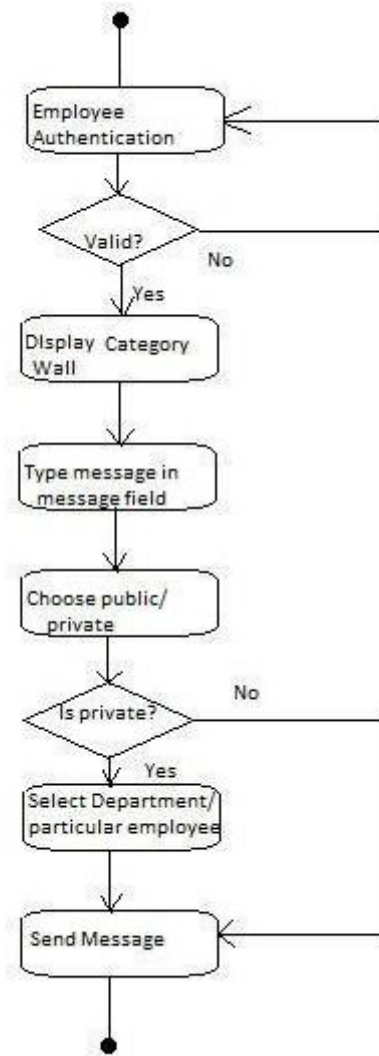 Employee
Authentication
Valid?
No
Yes
DIsplay Category
Wall
Type message in
message field
Choose public/
private
No
Is private?
Yes
Select Department/
particular employee
Send Message